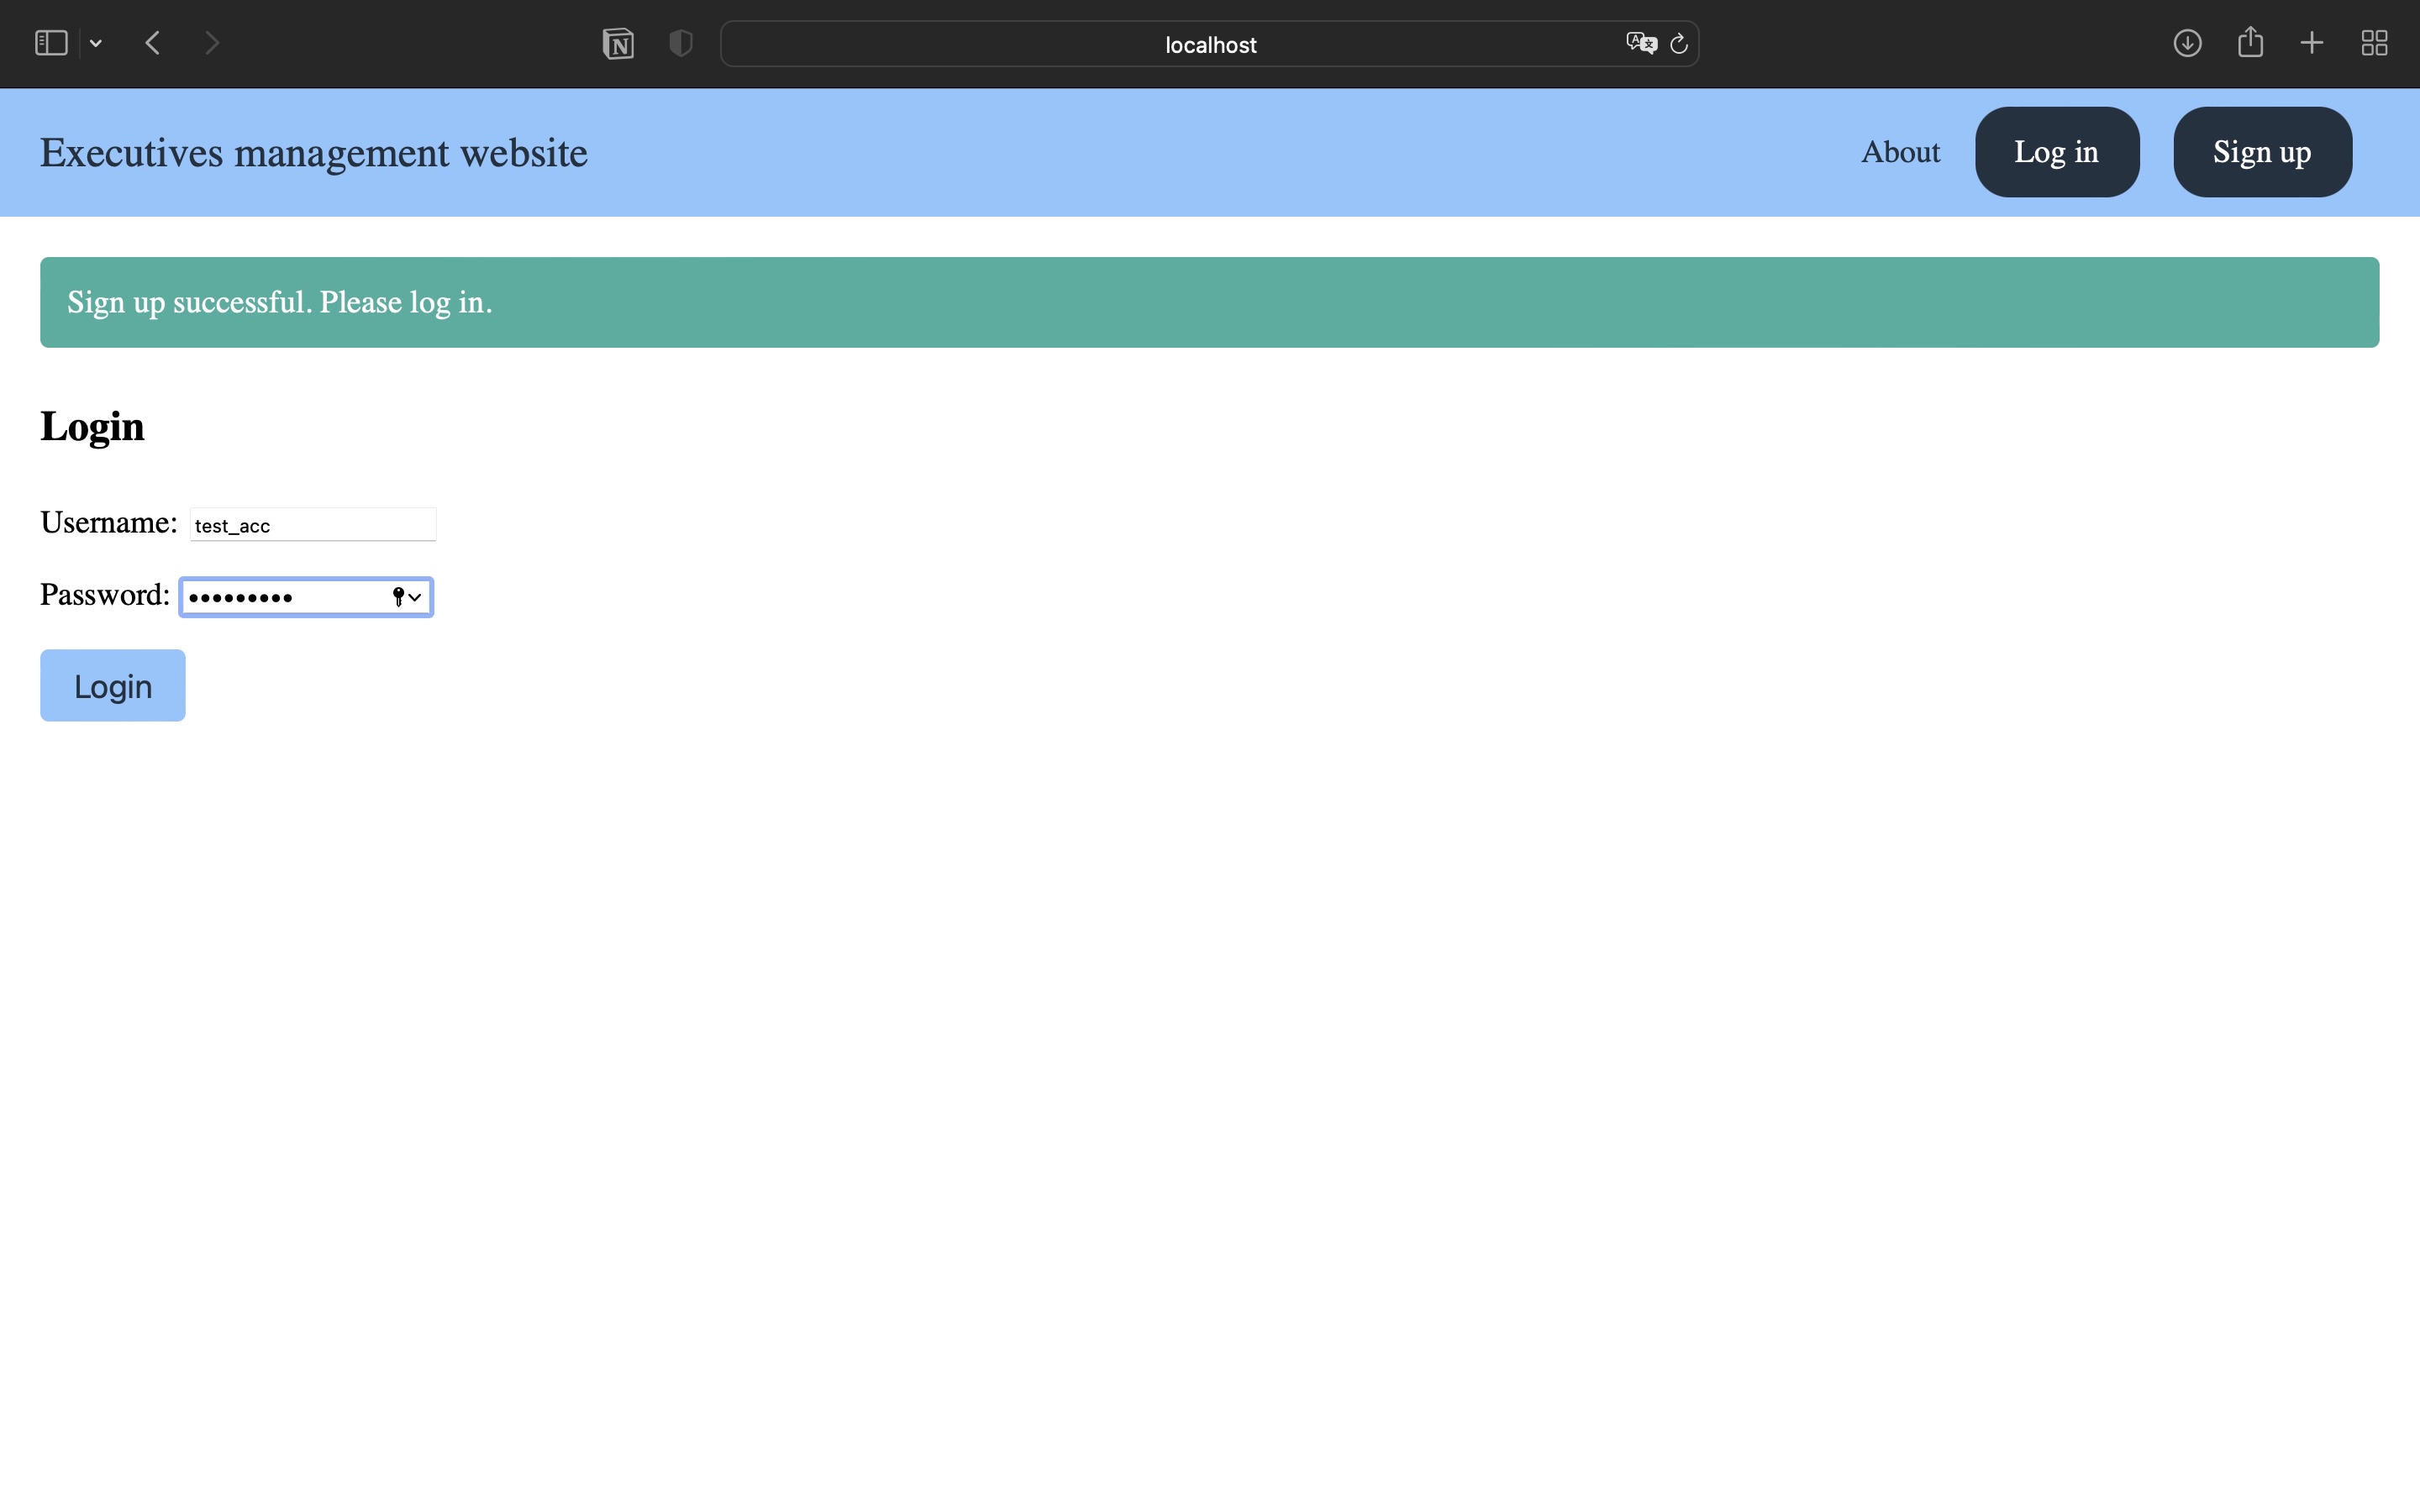 localhost
Executives management website
About
Log in
Sign up
Sign up successful. Please log in.
Login
Username: test_acc
Password: •••••••••
Login